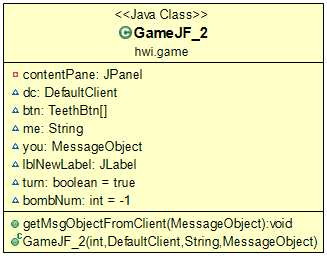 <<Java Class>>
GameJF_2
hwi.game
contentPane: JPanel
dc: DefaultClient
btn: TeethBtn[]
me: String
you: MessageObject
lblNewLabel: JLabel
turn: boolean = true
bombNum: int = -1
getMsgObjectFromClient(MessageObject):void
GameJF_2(int,DefaultClient,String,MessageObject)